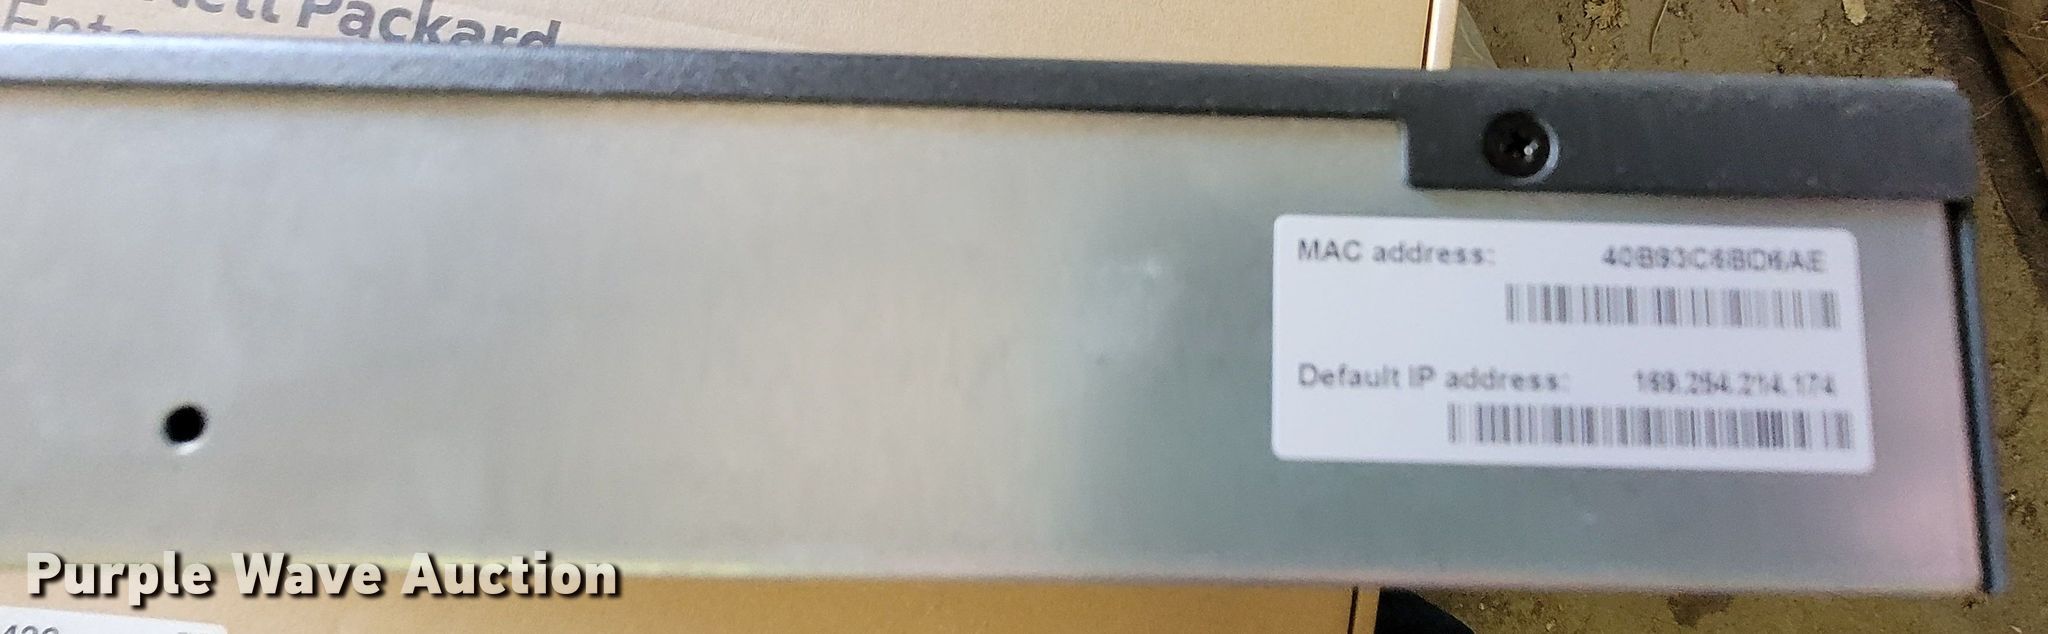 Packard
MAC address: 40B93C6BD6AE
Default IP address: 169.254.214.174
Purple Wave Auction